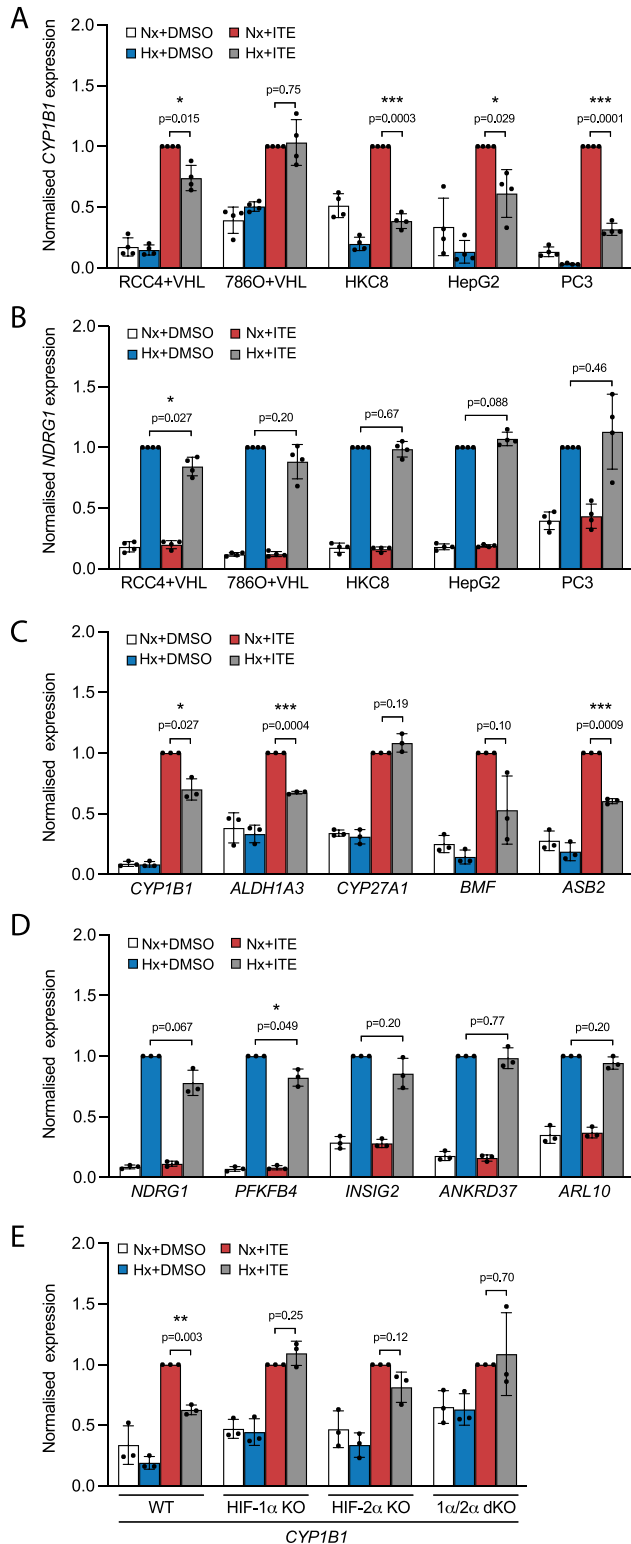 A
Normalised CYP1B1 expression
2.0
1.5
1.0
0.5
0.0
Nx+DMSO Nx+ITE
Hx+DMSO Hx+ITE
* p=0.75 *** * ***
p=0.015 p=0.0003 p=0.029 p=0.0001
RCC4+VHL 786O+VHL HKC8 HepG2 PC3
B
Normalised NDRG1 expression
2.0
1.5
1.0
0.5
0.0
Nx+DMSO Nx+ITE
Hx+DMSO Hx+ITE
*
p=0.027 p=0.20 p=0.67 p=0.088 p=0.46
RCC4+VHL 786O+VHL HKC8 HepG2 PC3
C
Normalised expression
2.0
1.5
1.0
0.5
0.0
Nx+DMSO Nx+ITE
Hx+DMSO Hx+ITE
* *** p=0.19 p=0.10 ***
p=0.027 p=0.0004 p=0.0009
CYP1B1 ALDH1A3 CYP27A1 BMF ASB2
D
Normalised expression
2.0
1.5
1.0
0.5
0.0
Nx+DMSO Nx+ITE
Hx+DMSO Hx+ITE
*
p=0.067 p=0.049 p=0.20 p=0.77 p=0.20
NDRG1 PFKFB4 INSIG2 ANKRD37 ARL10
E
Normalised expression
2.0
1.5
1.0
0.5
0.0
Nx+DMSO Nx+ITE
Hx+DMSO Hx+ITE
** p=0.25 p=0.12 p=0.70
p=0.003
WT HIF-1α KO HIF-2α KO 1α/2α dKO
CYP1B1